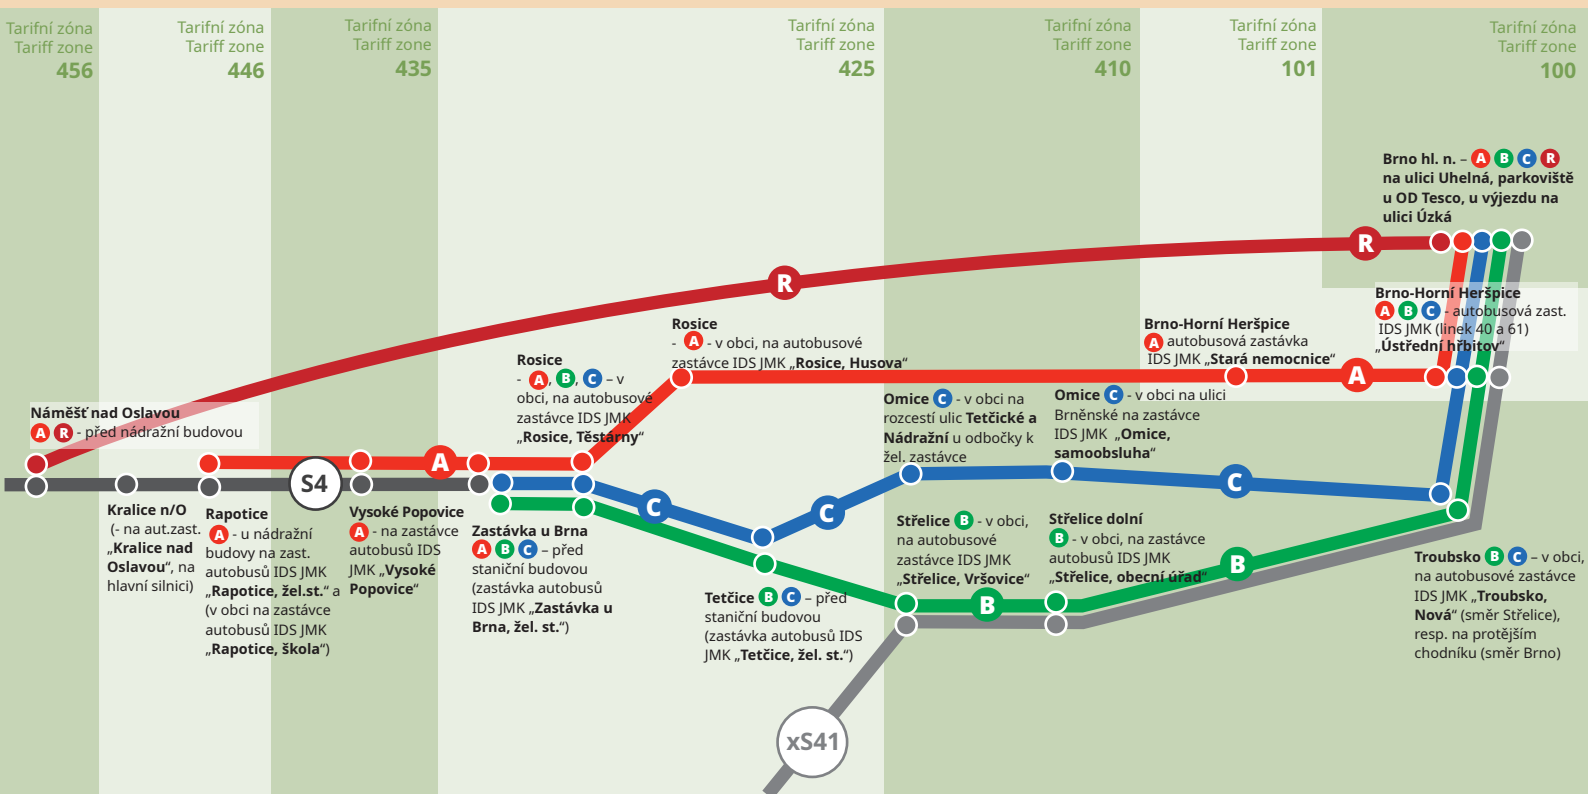 Tarifní zóna
Tariff zone
456
Tarifní zóna
Tariff zone
446
Tarifní zóna
Tariff zone
435
Tarifní zóna
Tariff zone
425
Tarifní zóna
Tariff zone
410
Tarifní zóna
Tariff zone
101
Tarifní zóna
Tariff zone
100
Brno hl. n. – A B C R
na ulici Uhelná, parkoviště
u OD Tesco, u výjezdu na
ulici Úzká
R
R
Brno-Horní Heršpice
A B C - autobusová zast.
IDS JMK (linek 40 a 61)
„Ústřední hřbitov“
Rosice
- A - v obci, na autobusové
zastávce IDS JMK „Rosice, Husova“
Brno-Horní Heršpice
A autobusová zastávka
IDS JMK „Stará nemocnice“
A
Rosice
- A, B, C – v
obci, na autobusové
zastávce IDS JMK
„Rosice, Těstárny“
Omice C - v obci na
rozcestí ulic Tetčické a
Nádražní u odbočky k
žel. zastávce
Omice C - v obci na ulici
Brněnské na zastávce
IDS JMK „Omice,
samoobsluha“
Náměšť nad Oslavou
A R - před nádražní budovou
A
S4
C
C
C
Kralice n/O
(- na aut.zast.
„Kralice nad
Oslavou“, na
hlavní silnici)
Rapotice
A - u nádražní
budovy na zast.
autobusů IDS JMK
„Rapotice, žel.st.“ a
(v obci na zastávce
autobusů IDS JMK
„Rapotice, škola“)
Vysoké Popovice
A - na zastávce
autobusů IDS
JMK „Vysoké
Popovice“
Zastávka u Brna
A B C – před
staniční budovou
(zastávka autobusů
IDS JMK „Zastávka u
Brna, žel. st.“)
Střelice B - v obci,
na autobusové
zastávce IDS JMK
„Střelice, Vršovice“
Střelice dolní
B - v obci, na zastávce
autobusů IDS JMK
„Střelice, obecní úřad“
B
B
Troubsko B C – v obci,
na autobusové zastávce
IDS JMK „Troubsko,
Nová“ (směr Střelice),
resp. na protějším
chodníku (směr Brno)
Tetčice B C – před
staniční budovou
(zastávka autobusů IDS
JMK „Tetčice, žel. st.“)
xS41